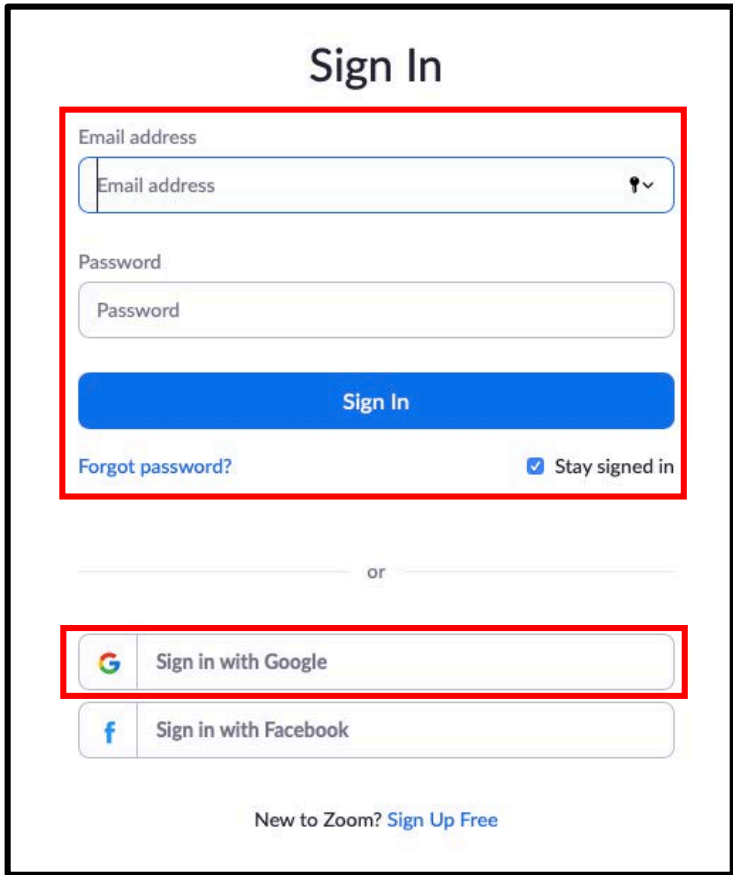 Sign In
Email address
Email address
Password
Password
Sign In
Forgot password? Stay signed in
or
Sign in with Google
Sign in with Facebook
New to Zoom? Sign Up Free